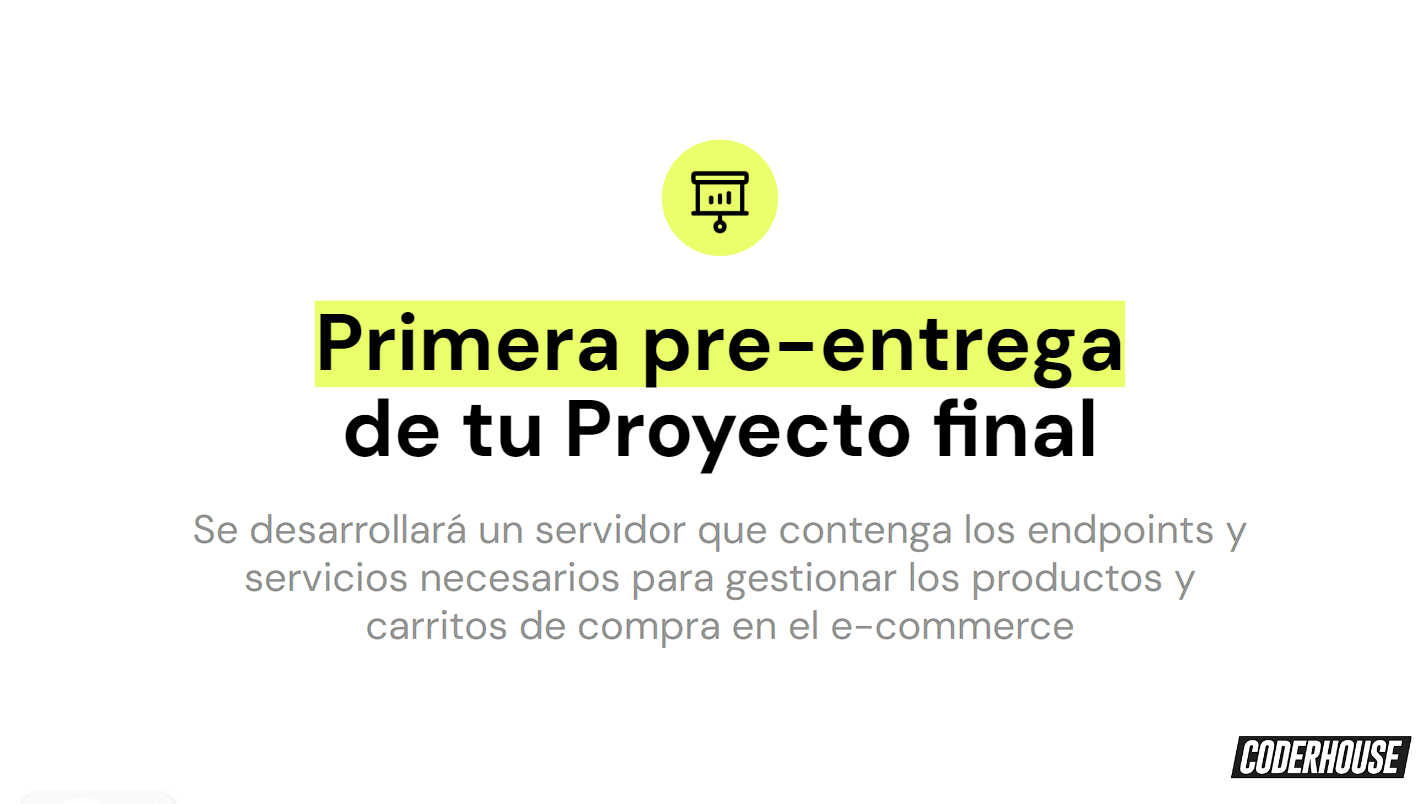 Primera pre-entrega
de tu Proyecto final
Se desarrollará un servidor que contenga los endpoints y
servicios necesarios para gestionar los productos y
carritos de compra en el e-commerce
CODERHOUSE